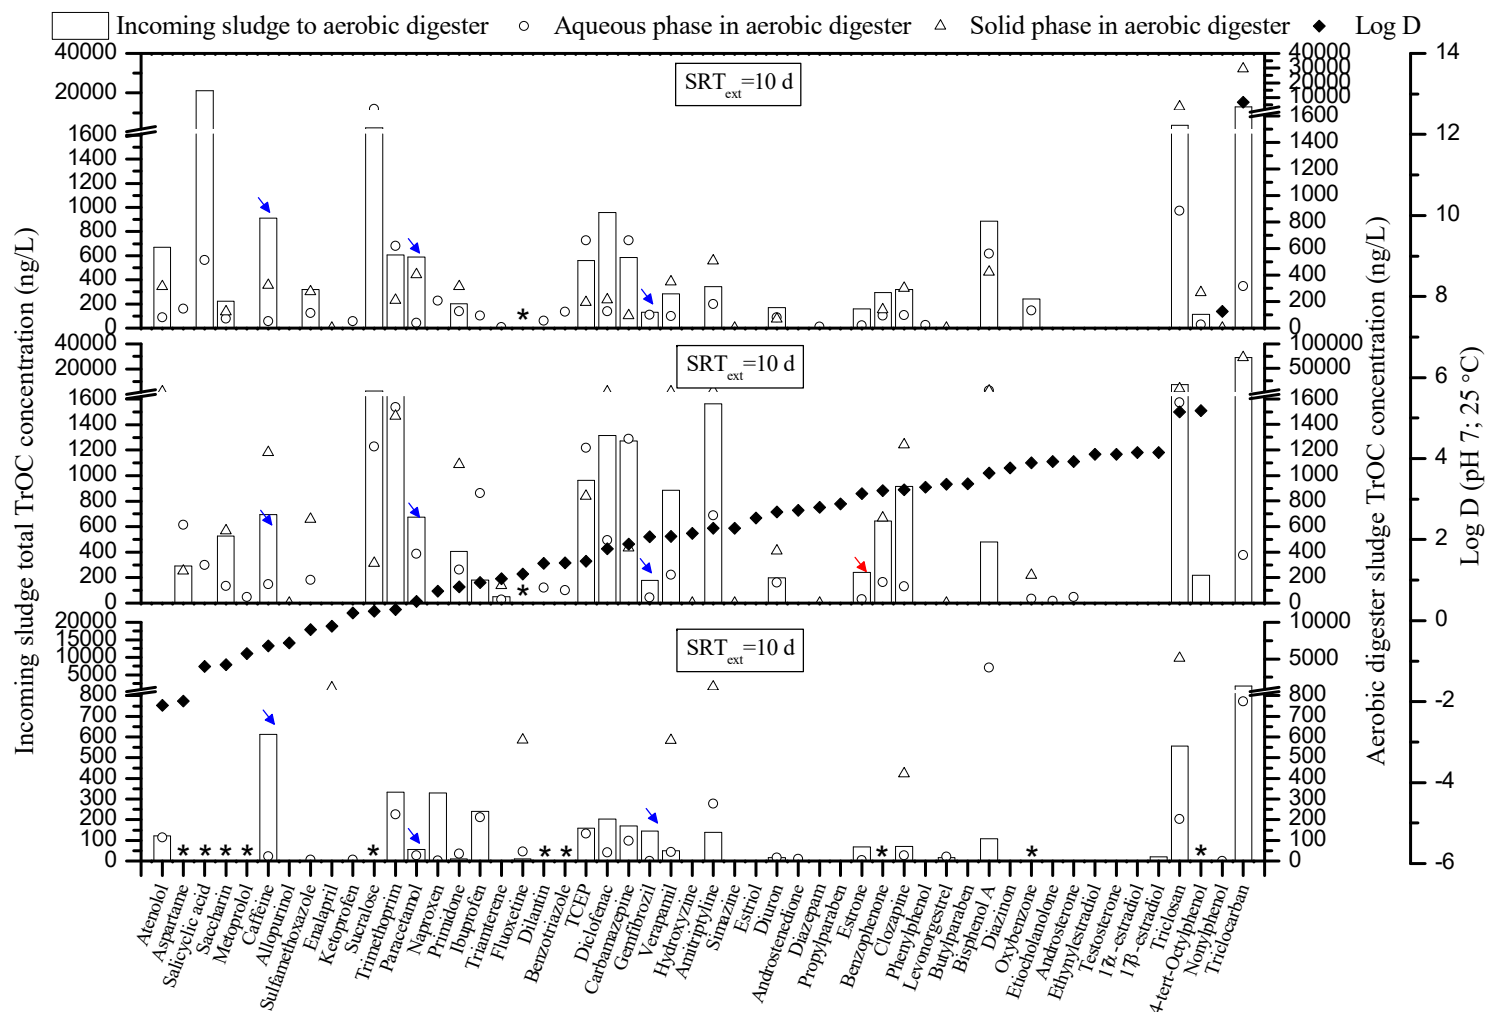 Incoming sludge to aerobic digester Aqueous phase in aerobic digester Solid phase in aerobic digester Log D
SRText=10 d
40000 20000 1600 1400 1200 1000 800 600 400 200 0
40000 30000 20000 10000 1600 1400 1200 1000 800 600 400 200 0
* 
SRText=10 d
40000 20000 1600 1400 1200 1000 800 600 400 200 0
100000 50000 1600 1400 1200 1000 800 600 400 200 0
*
SRText=10 d
20000 15000 10000 5000 800 700 600 500 400 300 200 100 0
10000 5000 800 700 600 500 400 300 200 100 0
* * * * * * * * * *
14 12 10 8 6 4 2 0 -2 -4 -6
Incoming sludge total TrOC concentration (ng/L)
Aerobic digester sludge TrOC concentration (ng/L)
Log D (pH 7; 25 °C)
Atenolol
Aspartame
Salicyclic acid
Saccharin
Metoprolol
Caffeine
Allopurinol
Sulfamethoxazole
Enalapril
Ketoprofen
Sucralose
Trimethoprim
Paracetamol
Naproxen
Primidone
Ibuprofen
Triamterene
Fluoxetine
Dilantin
Benzotriazole
TCEP
Diclofenac
Carbamazepine
Gemfibrozil
Verapamil
Hydroxyzine
Amitriptyline
Simazine
Estriol
Diuron
Androstenedione
Diazepam
Propylparaben
Estrone
Benzophenone
Clozapine
Phenylphenol
Levonorgestrel
Butylparaben
Bisphenol A
Diazinon
Oxybenzone
Etiocholanolone
Androsterone
Ethynylestradiol
Testosterone
17α-estradiol
17β-estradiol
Triclosan
4-tert-Octylphenol
Nonylphenol
Triclocarban